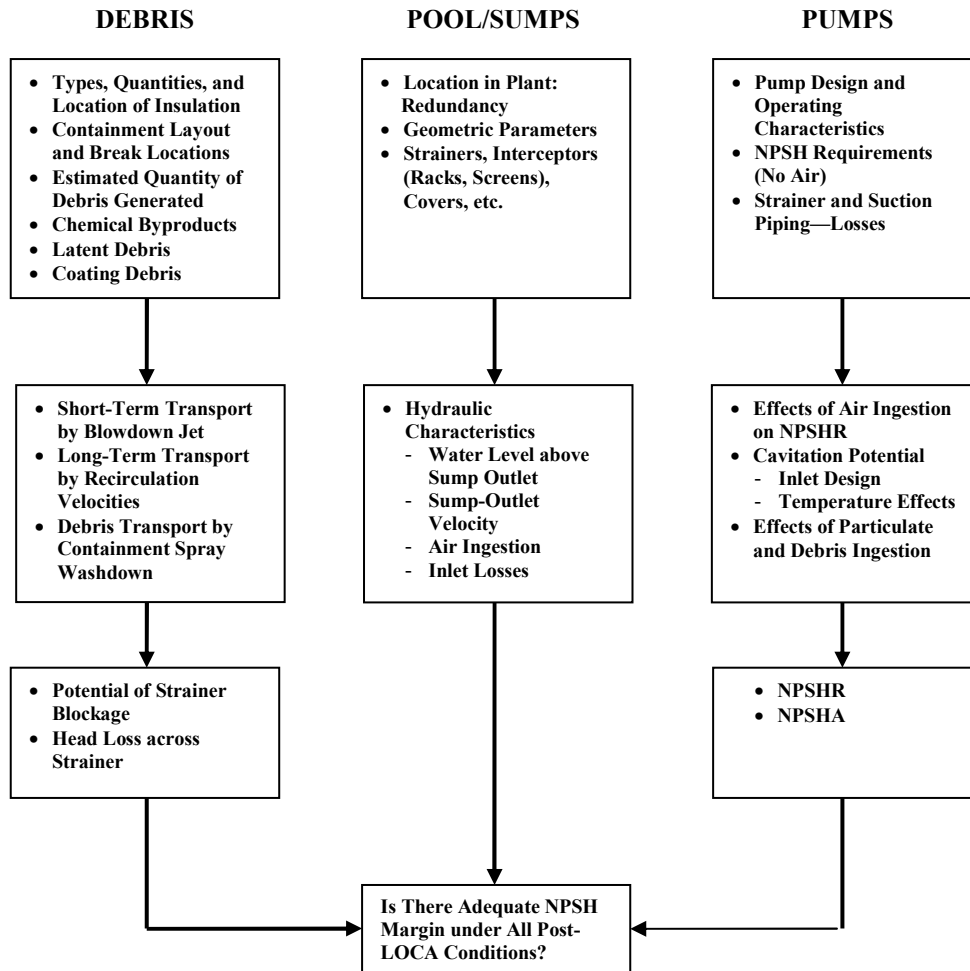 DEBRIS
• Types, Quantities, and
Location of Insulation
• Containment Layout
and Break Locations
• Estimated Quantity of
Debris Generated
• Chemical Byproducts
• Latent Debris
• Coating Debris
• Short-Term Transport
by Blowdown Jet
• Long-Term Transport
by Recirculation
Velocities
• Debris Transport by
Containment Spray
Washdown
• Potential of Strainer
Blockage
• Head Loss across
Strainer
POOL/SUMPS
• Location in Plant:
Redundancy
• Geometric Parameters
• Strainers, Interceptors
(Racks, Screens),
Covers, etc.
• Hydraulic
Characteristics
- Water Level above
Sump Outlet
- Sump-Outlet
Velocity
- Air Ingestion
- Inlet Losses
PUMPS
• Pump Design and
Operating
Characteristics
• NPSH Requirements
(No Air)
• Strainer and Suction
Piping—Losses
• Effects of Air Ingestion
on NPSHR
• Cavitation Potential
- Inlet Design
- Temperature Effects
• Effects of Particulate
and Debris Ingestion
• NPSHR
• NPSHA
Is There Adequate NPSH
Margin under All Post-
LOCA Conditions?